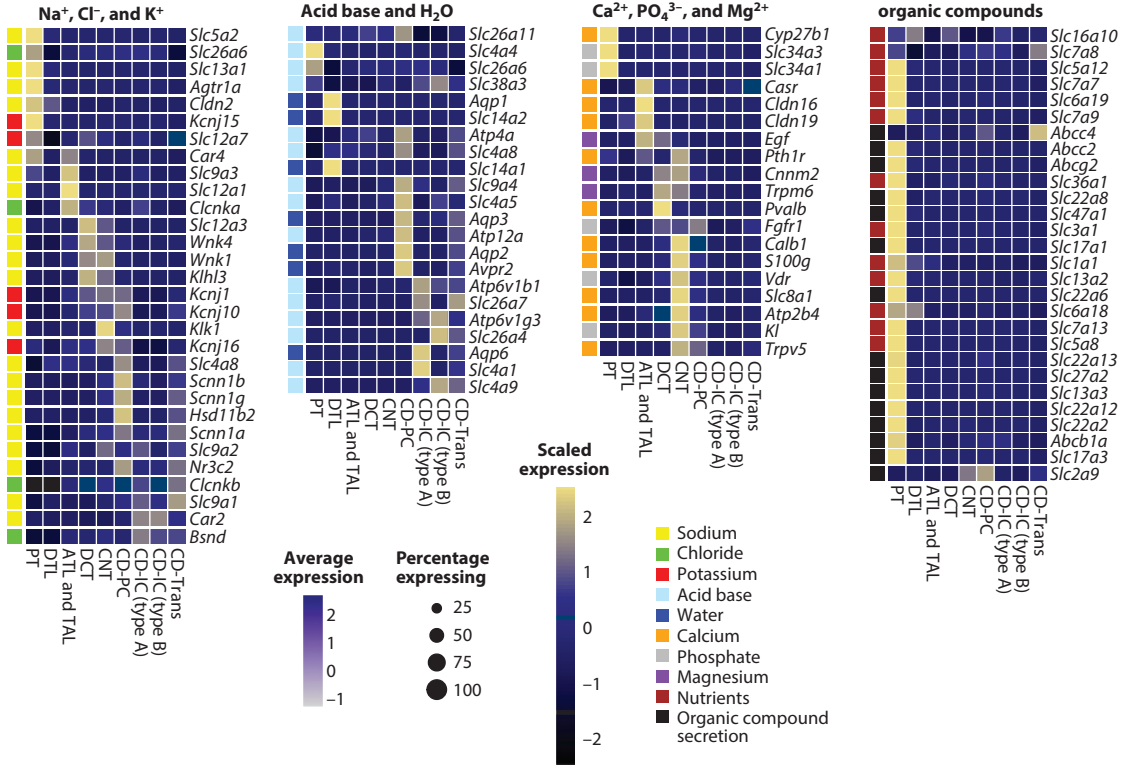 Na⁺, Cl⁻, and K⁺
Slc5a2
Slc26a6
Slc13a1
Agtr1a
Cldn2
Kcnj15
Slc12a7
Car4
Slc9a3
Slc12a1
Clcnka
Slc12a3
Wnk4
Wnk1
Klhl3
Kcnj1
Kcnj10
Klk1
Kcnj16
Slc4a8
Scnn1b
Scnn1g
Hsd11b2
Scnn1a
Slc9a2
Nr3c2
Clcnkb
Slc9a1
Car2
Bsnd
PT
DTL
ATL and TAL
DCT
CNT
CD-PC
CD-IC (type A)
CD-IC (type B)
CD-Trans
Acid base and H₂O
Slc26a11
Slc4a4
Slc26a6
Slc38a3
Aqp1
Slc14a2
Atp4a
Slc4a8
Slc14a1
Slc9a4
Slc4a5
Aqp3
Atp12a
Aqp2
Avpr2
Atp6v1b1
Slc26a7
Atp6v1g3
Slc26a4
Aqp6
Slc4a1
Slc4a9
PT
DTL
ATL and TAL
DCT
CNT
CD-PC
CD-IC (type A)
CD-IC (type B)
CD-Trans
Ca²⁺, PO₄³⁻, and Mg²⁺
Cyp27b1
Slc34a3
Slc34a1
Casr
Cldn16
Cldn19
Egf
Pth1r
Cnnm2
Trpm6
Pvalb
Fgfr1
Calb1
S100g
Vdr
Slc8a1
Atp2b4
Kl
Trpv5
PT
DTL
ATL and TAL
DCT
CNT
CD-PC
CD-IC (type A)
CD-IC (type B)
CD-Trans
organic compounds
Slc16a10
Slc7a8
Slc5a12
Slc7a7
Slc6a19
Slc7a9
Abcc4
Abcc2
Abcg2
Slc36a1
Slc22a8
Slc47a1
Slc3a1
Slc17a1
Slc1a1
Slc13a2
Slc22a6
Slc6a18
Slc7a13
Slc5a8
Slc22a13
Slc27a2
Slc13a3
Slc22a12
Slc22a2
Abcb1a
Slc17a3
Slc2a9
PT
DTL
ATL and TAL
DCT
CNT
CD-PC
CD-IC (type A)
CD-IC (type B)
CD-Trans
Average
expression
2
1
0
−1
Percentage
expressing
25
50
75
100
Scaled
expression
2
1
0
−1
−2
Sodium
Chloride
Potassium
Acid base
Water
Calcium
Phosphate
Magnesium
Nutrients
Organic compound
secretion